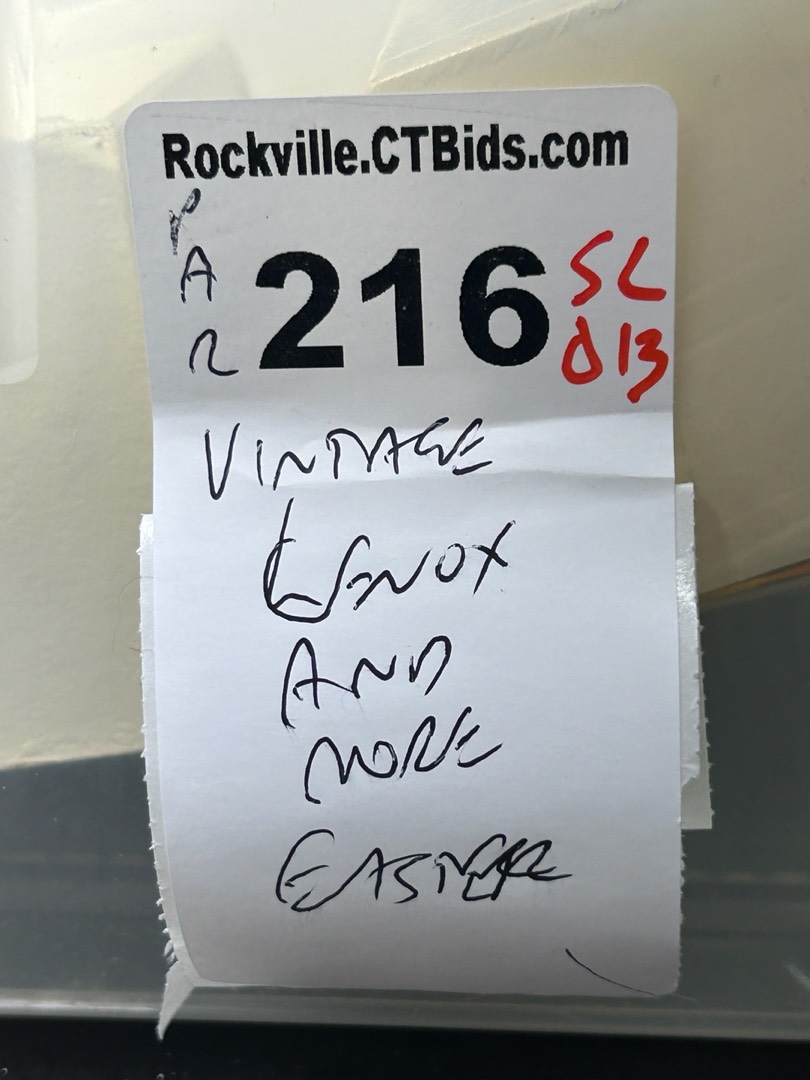 Rockville.CTBids.com
P
A
R
216
SL
013
VINTAGE
LENOX
AND
MORE
EASTER